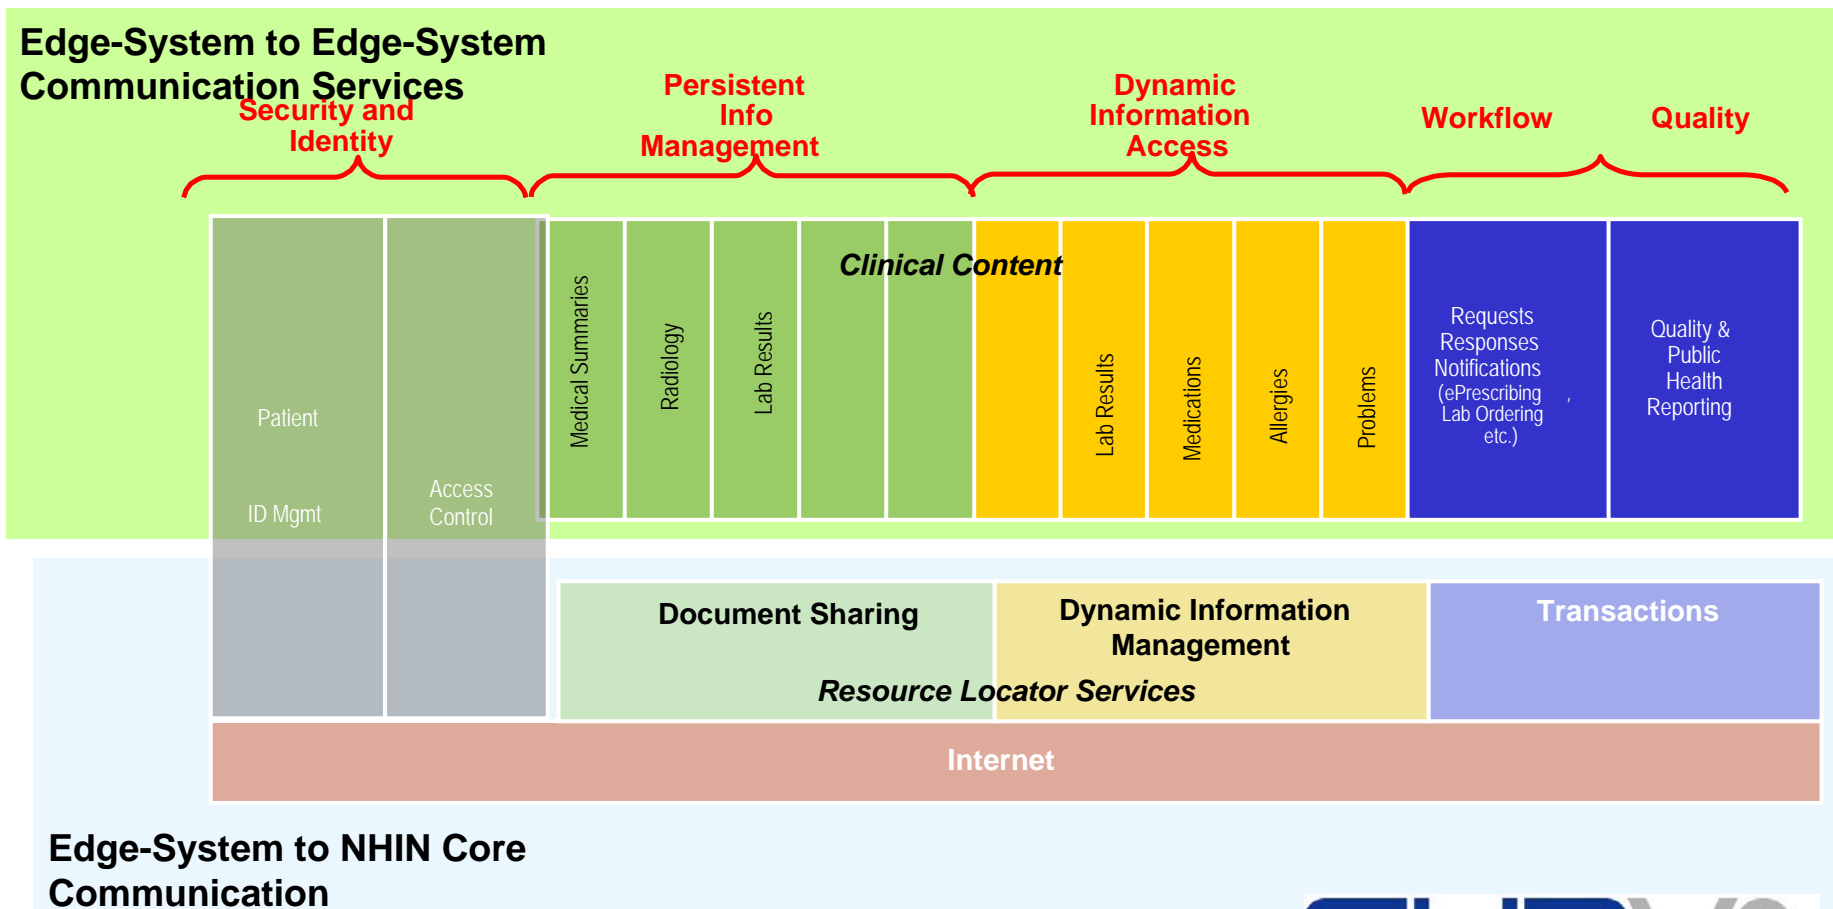 Edge-System to Edge-System
Communication Services
Security and
Identity
Persistent
Info
Management
Dynamic
Information
Access
Workflow
Quality
Clinical Content
Patient
ID Mgmt
Access
Control
Medical Summaries
Radiology
Lab Results
Lab Results
Medications
Allergies
Problems
Requests
Responses
Notifications
(ePrescribing ,
Lab Ordering
etc.)
Quality &
Public
Health
Reporting
Document Sharing
Dynamic Information
Management
Transactions
Resource Locator Services
Internet
Edge-System to NHIN Core
Communication